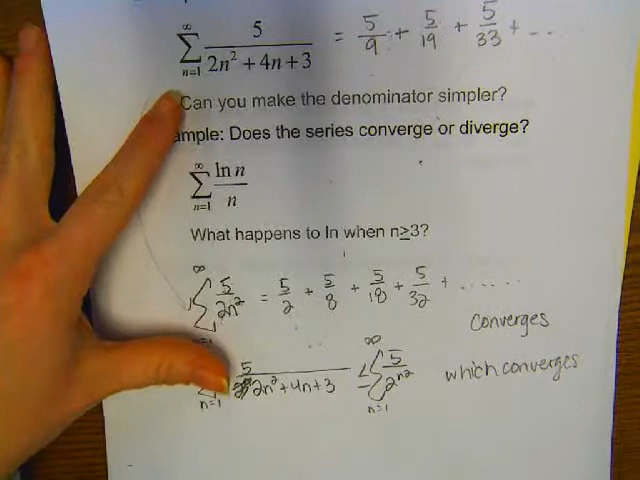 ∞ ∑ n=1 5 / 2n² + 4n + 3 = 5/9 + 5/19 + 5/33 + ...
Can you make the denominator simpler?
ample: Does the series converge or diverge?
∞ ∑ n=1 ln n / n
What happens to ln when n≥3?
∞ ∑ 5 / 2n² = 5/2 + 5/8 + 5/18 + 5/32 + ......
Converges
n=1 5 / 2n² + 4n + 3 ≤ ∞ ∑ n=1 5 / 2n² which converges